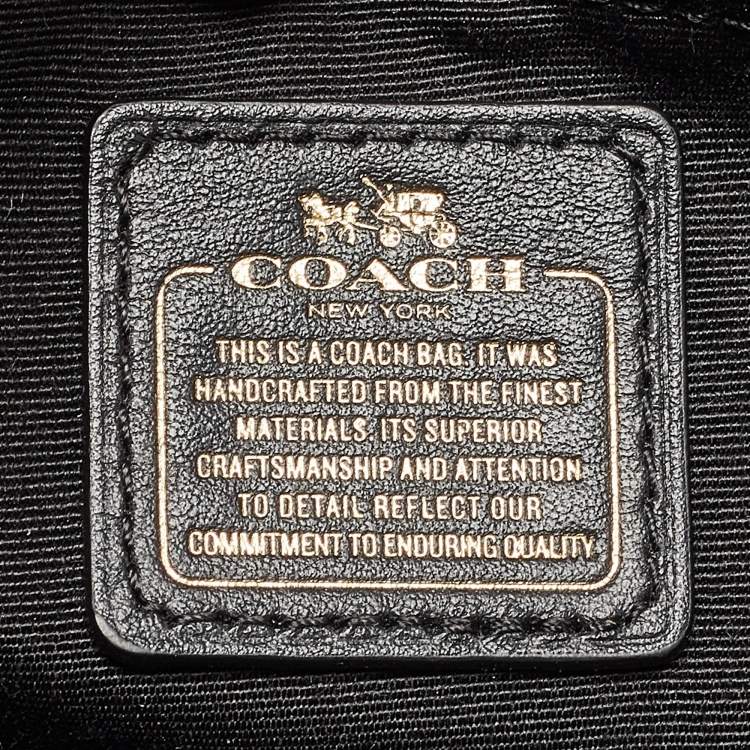 COACH
NEW YORK
THIS IS A COACH BAG. IT WAS
HANDCRAFTED FROM THE FINEST
MATERIALS. ITS SUPERIOR
CRAFTSMANSHIP AND ATTENTION
TO DETAIL REFLECT OUR
COMMITMENT TO ENDURING QUALITY